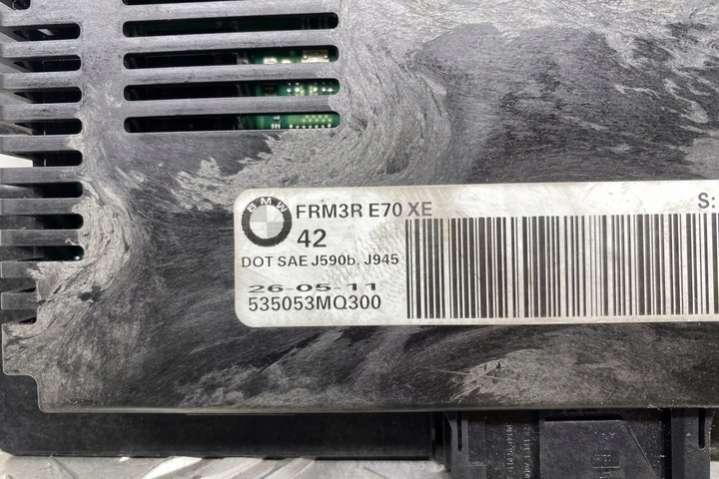 BMW
FRM3R E70 XE
S:
42
DOT SAE J590b, J945
26-05-11
535053MQ300